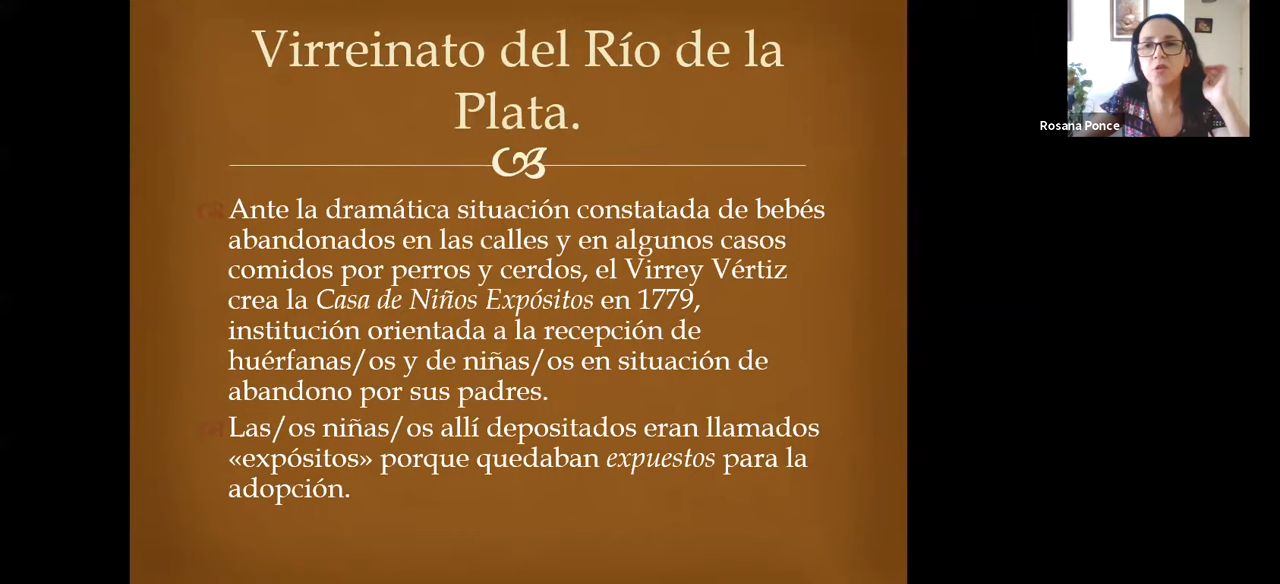 Virreinato del Río de la
Plata.
Ante la dramática situación constatada de bebés
abandonados en las calles y en algunos casos
comidos por perros y cerdos, el Virrey Vértiz
crea la Casa de Niños Expósitos en 1779,
institución orientada a la recepción de
huérfanas/os y de niñas/os en situación de
abandono por sus padres.
Las/os niñas/os allí depositados eran llamados
«expósitos» porque quedaban expuestos para la
adopción.
Rosana Ponce